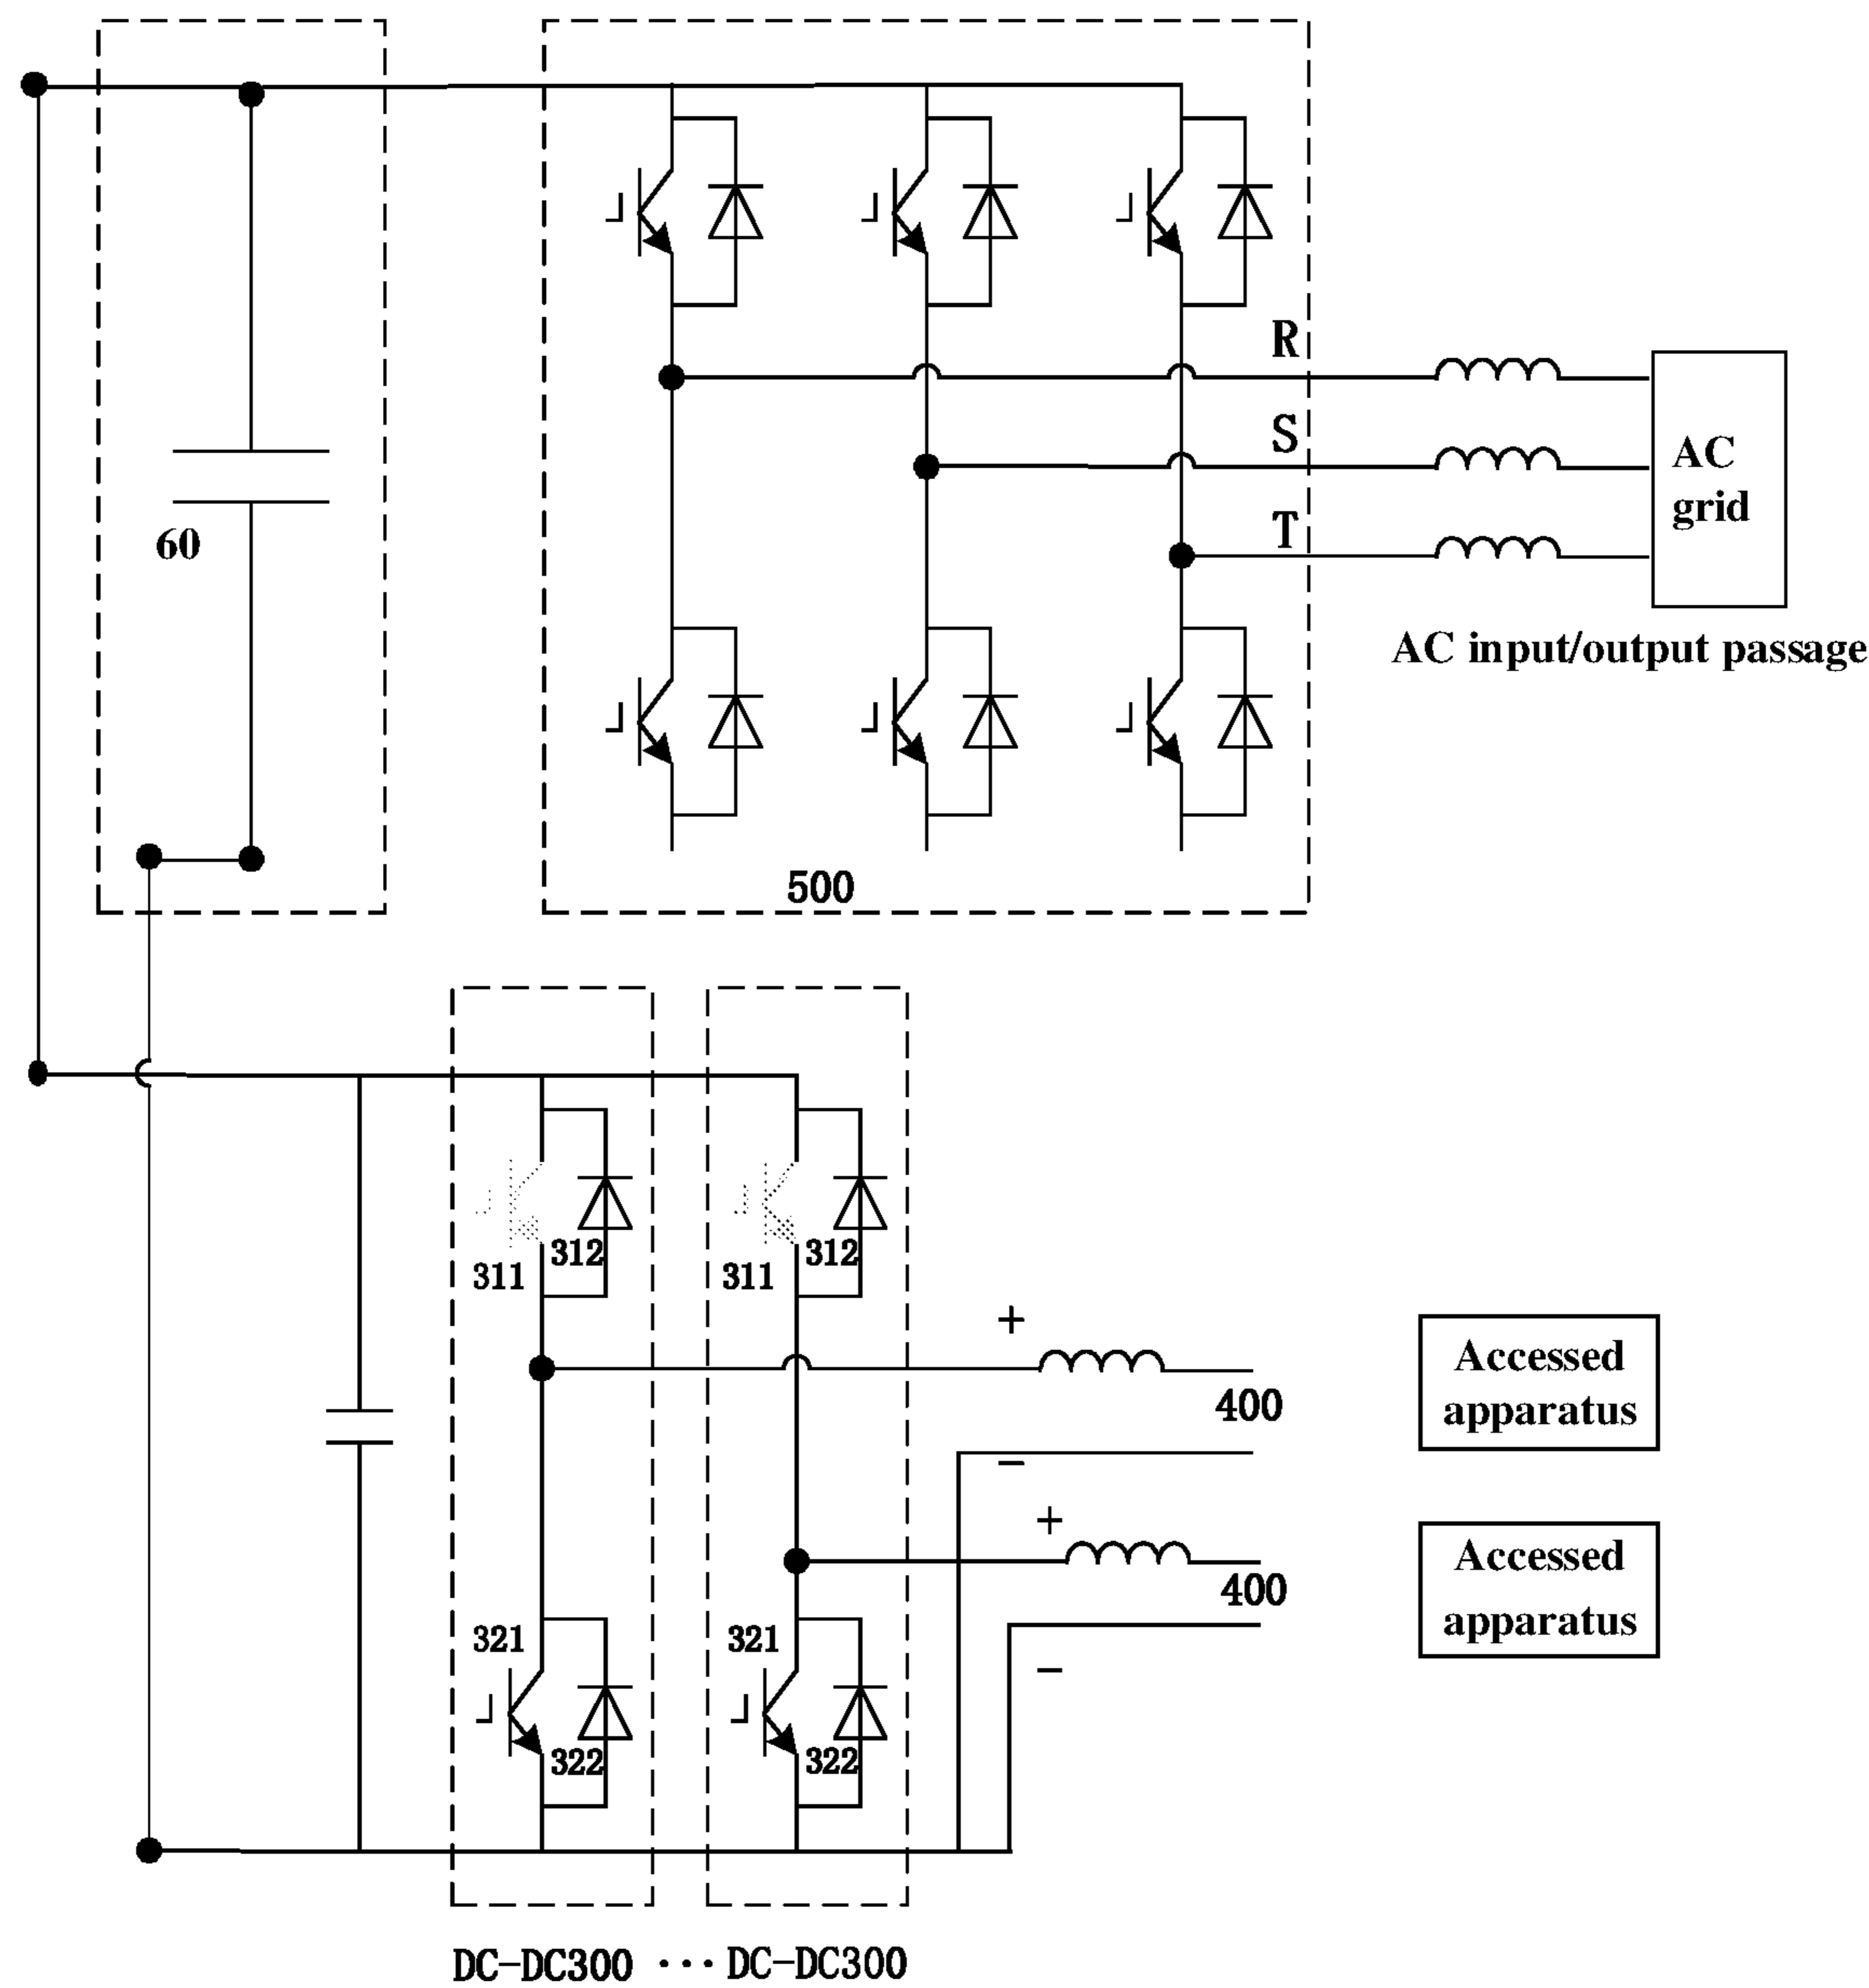 R
S
T
AC
grid
60
AC input/output passage
500
312
311
312
311
+
400
−
+
400
−
Accessed
apparatus
Accessed
apparatus
321
321
322
322
DC-DC300 ··· DC-DC300